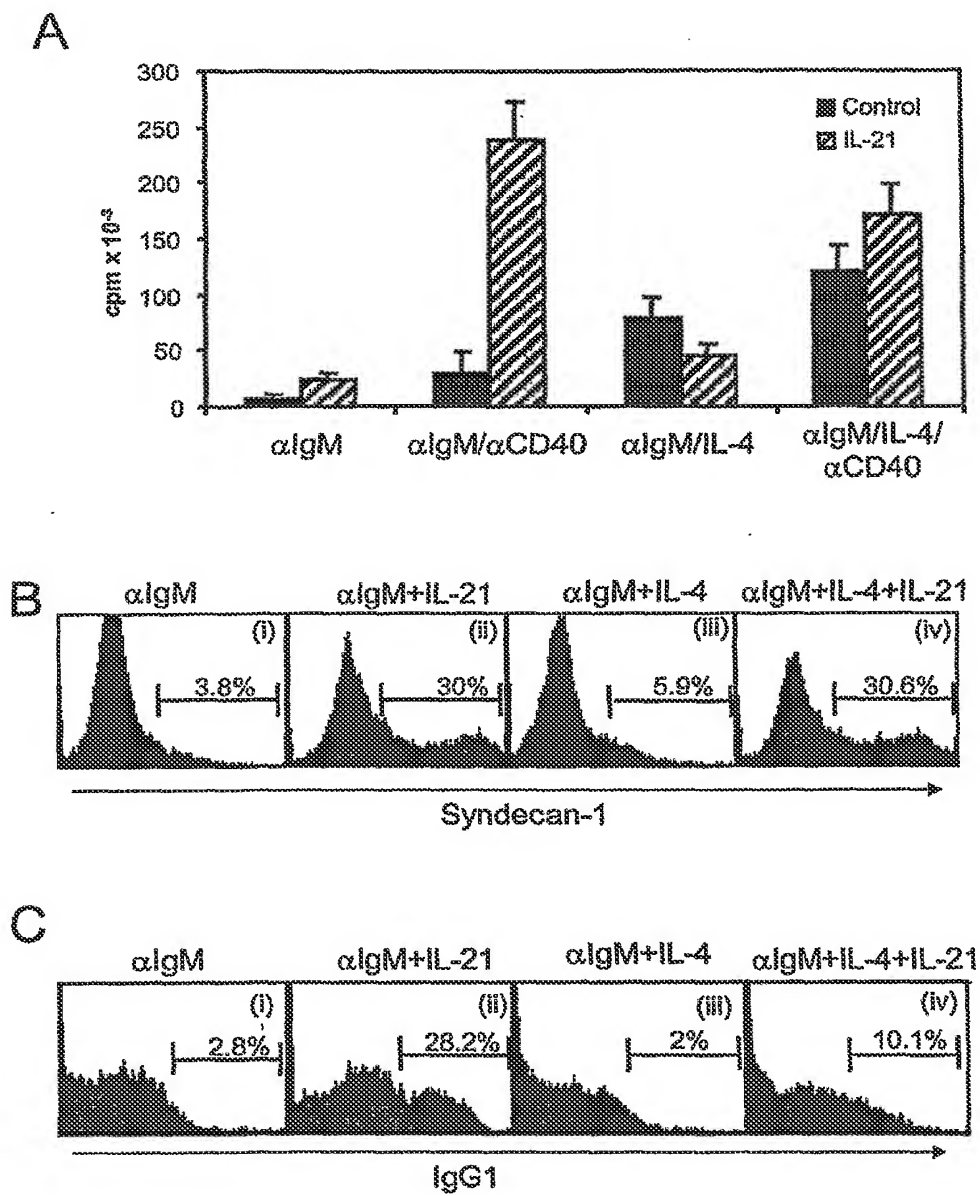 A
300
250
200
150
100
50
0
cpm x 10⁻³
Control
IL-21
αIgM
αIgM/αCD40
αIgM/IL-4
αIgM/IL-4/
αCD40
B
αIgM
αIgM+IL-21
αIgM+IL-4
αIgM+IL-4+IL-21
(i)
(ii)
(iii)
(iv)
3.8%
30%
5.9%
30.6%
Syndecan-1
C
αIgM
αIgM+IL-21
αIgM+IL-4
αIgM+IL-4+IL-21
(i)
(ii)
(iii)
(iv)
2.8%
28.2%
2%
10.1%
IgG1